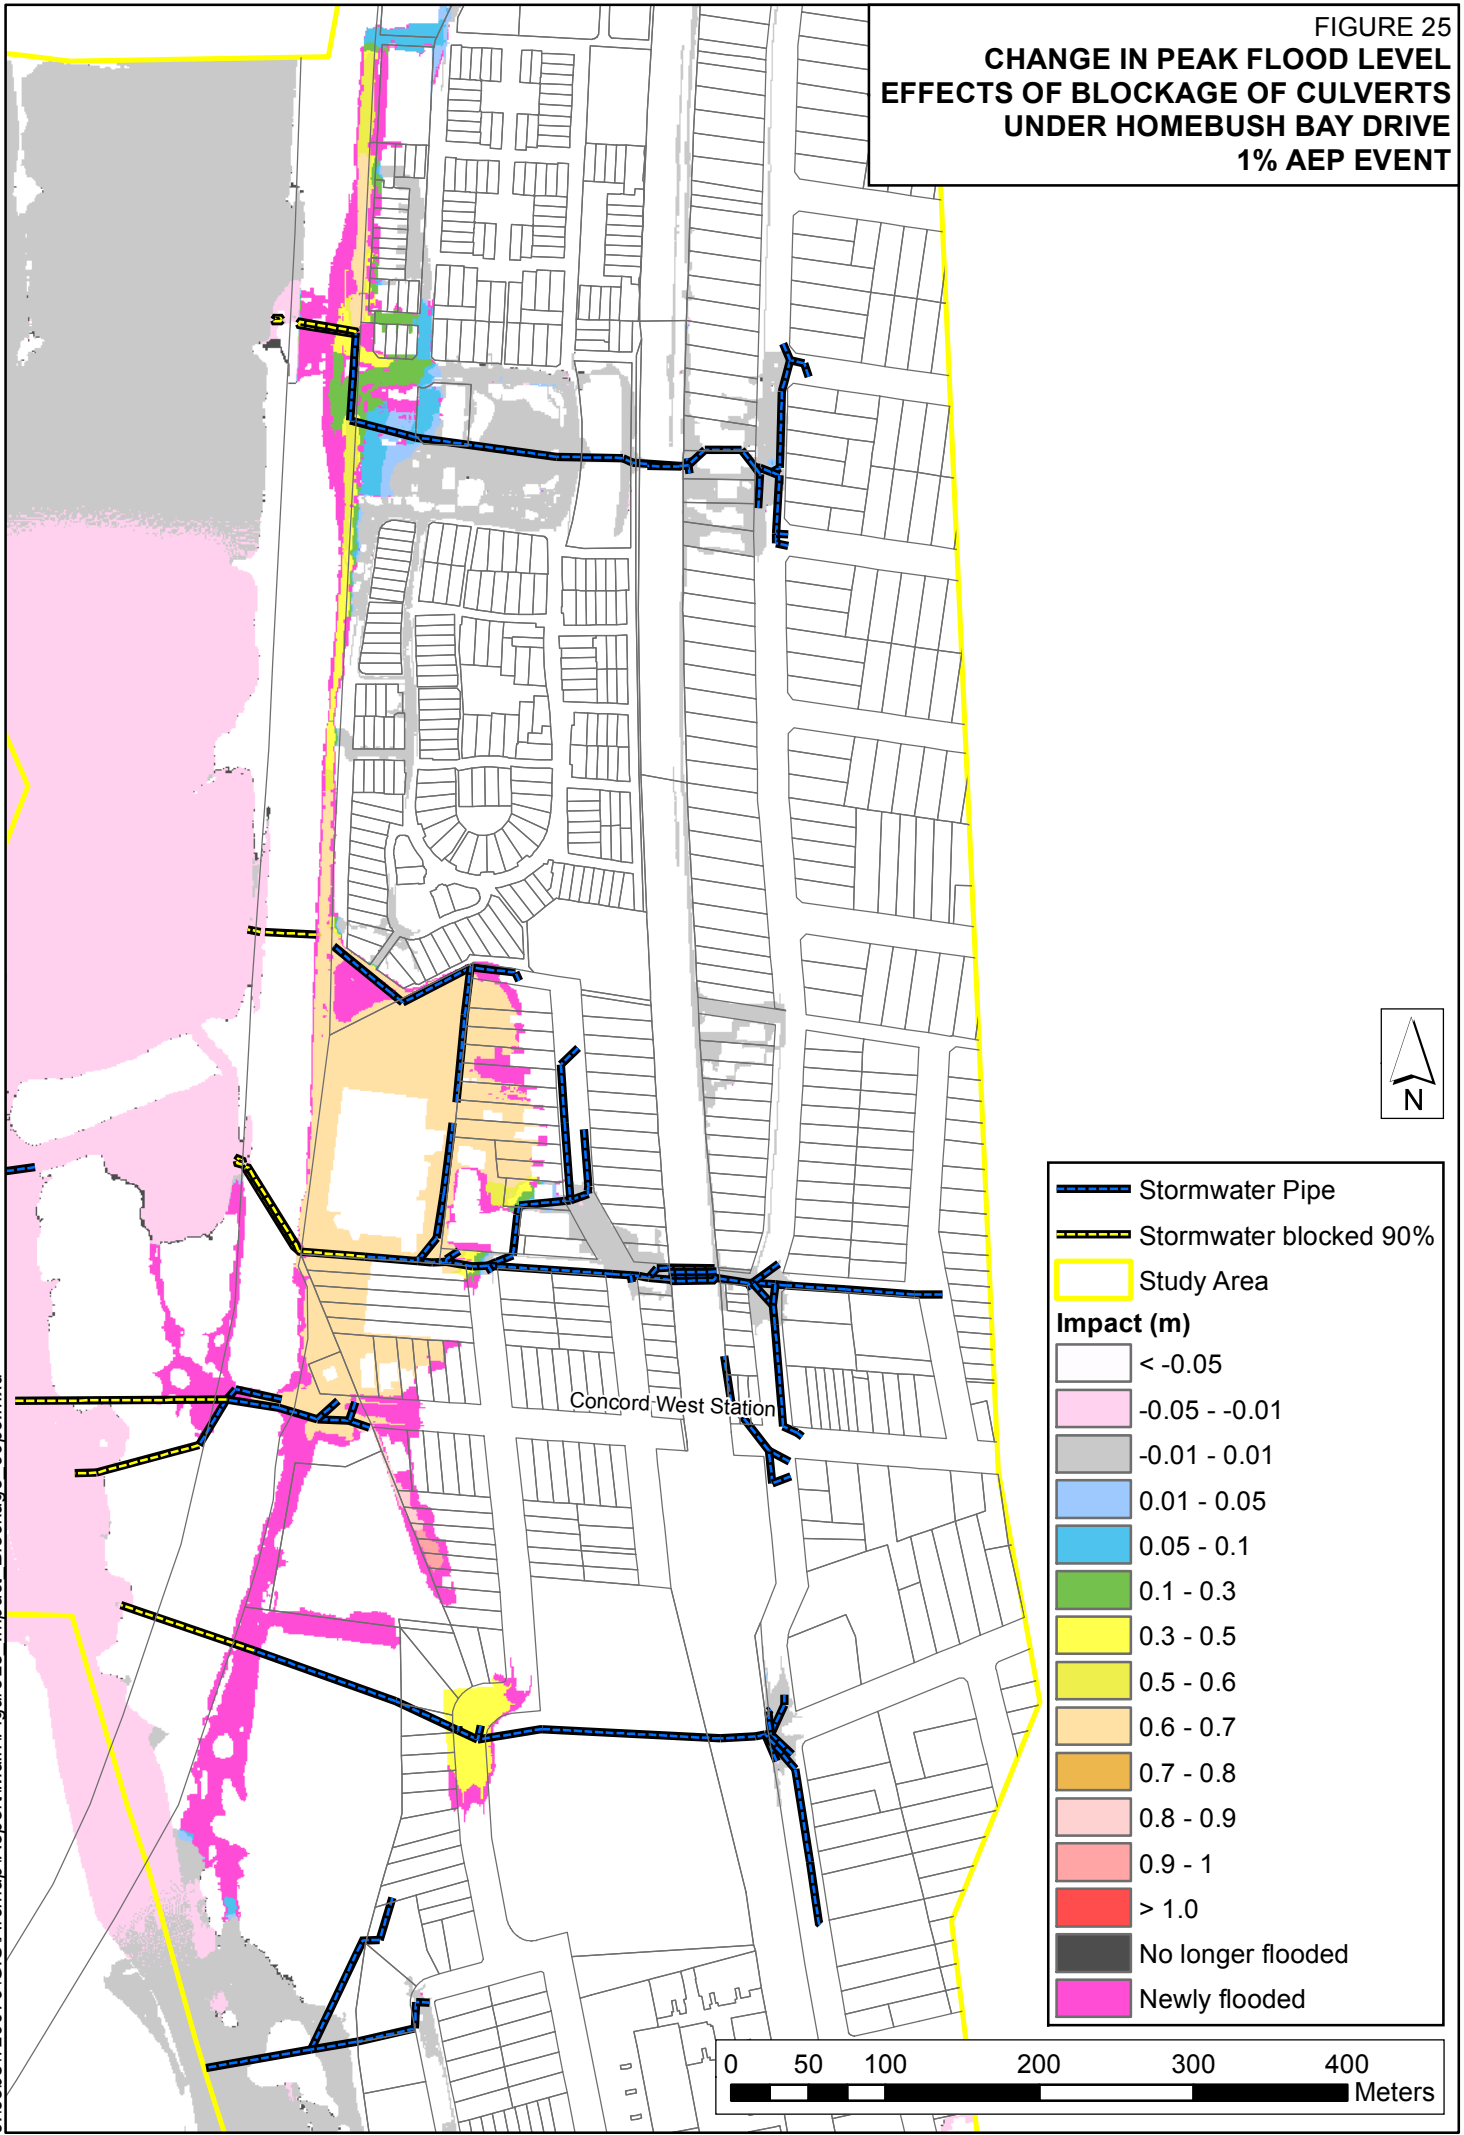 FIGURE 25
CHANGE IN PEAK FLOOD LEVEL
EFFECTS OF BLOCKAGE OF CULVERTS
UNDER HOMEBUSH BAY DRIVE
1% AEP EVENT
Concord West Station
N
Stormwater Pipe
Stormwater blocked 90%
Study Area
Impact (m)
< -0.05
-0.05 - -0.01
-0.01 - 0.01
0.01 - 0.05
0.05 - 0.1
0.1 - 0.3
0.3 - 0.5
0.5 - 0.6
0.6 - 0.7
0.7 - 0.8
0.8 - 0.9
0.9 - 1
> 1.0
No longer flooded
Newly flooded
0 50 100 200 300 400
Meters